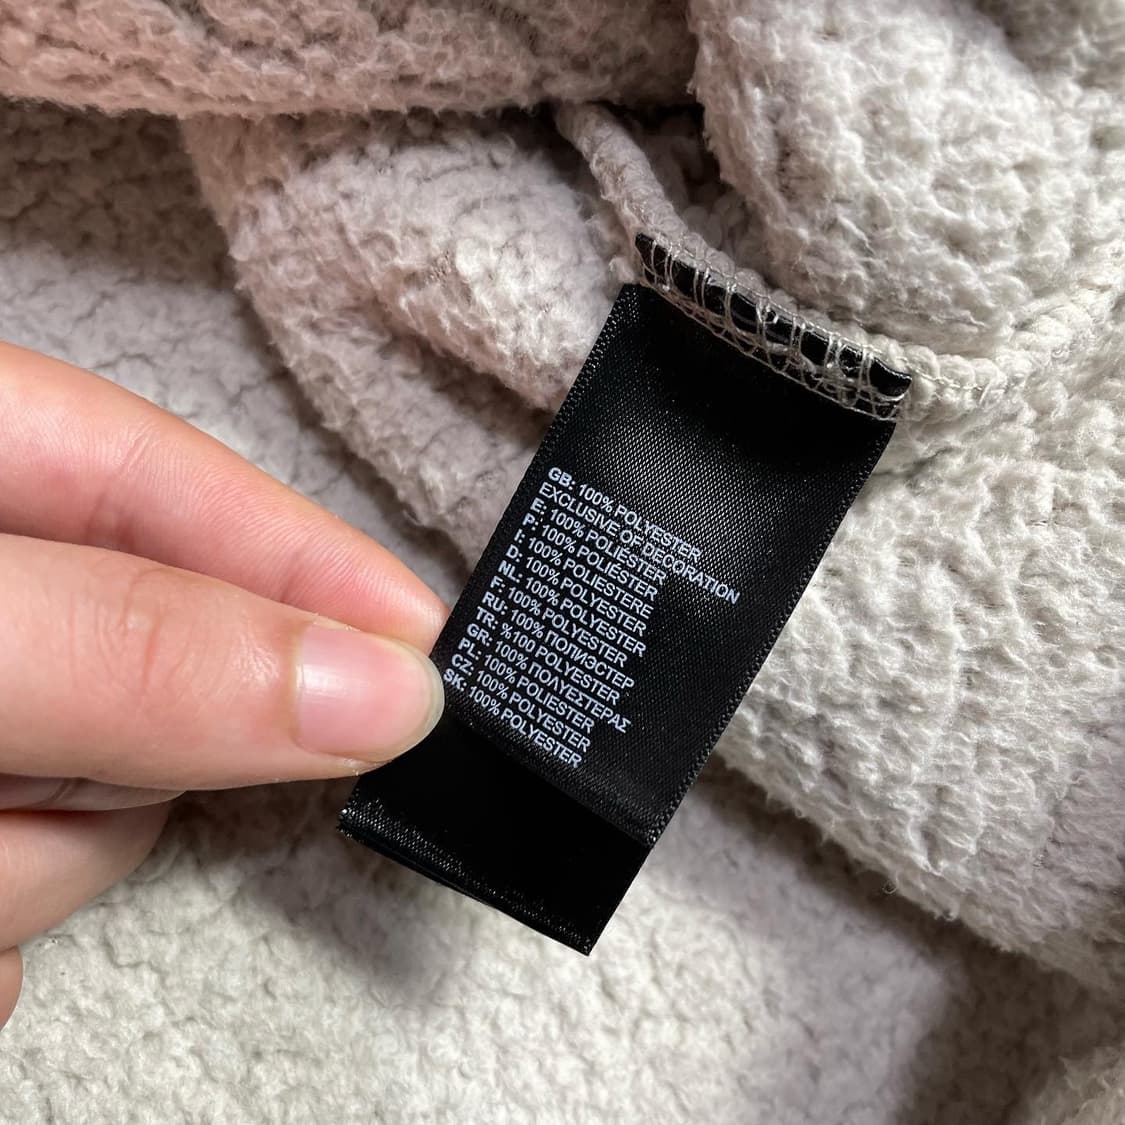 GB: 100% POLYESTER
EXCLUSIVE OF DECORATION
E: 100% POLIÉSTER
P: 100% POLIÉSTER
I: 100% POLIESTERE
D: 100% POLYESTER
NL: 100% POLYESTER
F: 100% POLYESTER
RU: 100% ПОЛИЭСТЕР
TR: %100 POLYESTER
GR: 100% ΠΟΛΥΕΣΤΕΡΑΣ
PL: 100% POLIESTER
CZ: 100% POLYESTER
SK: 100% POLYESTER